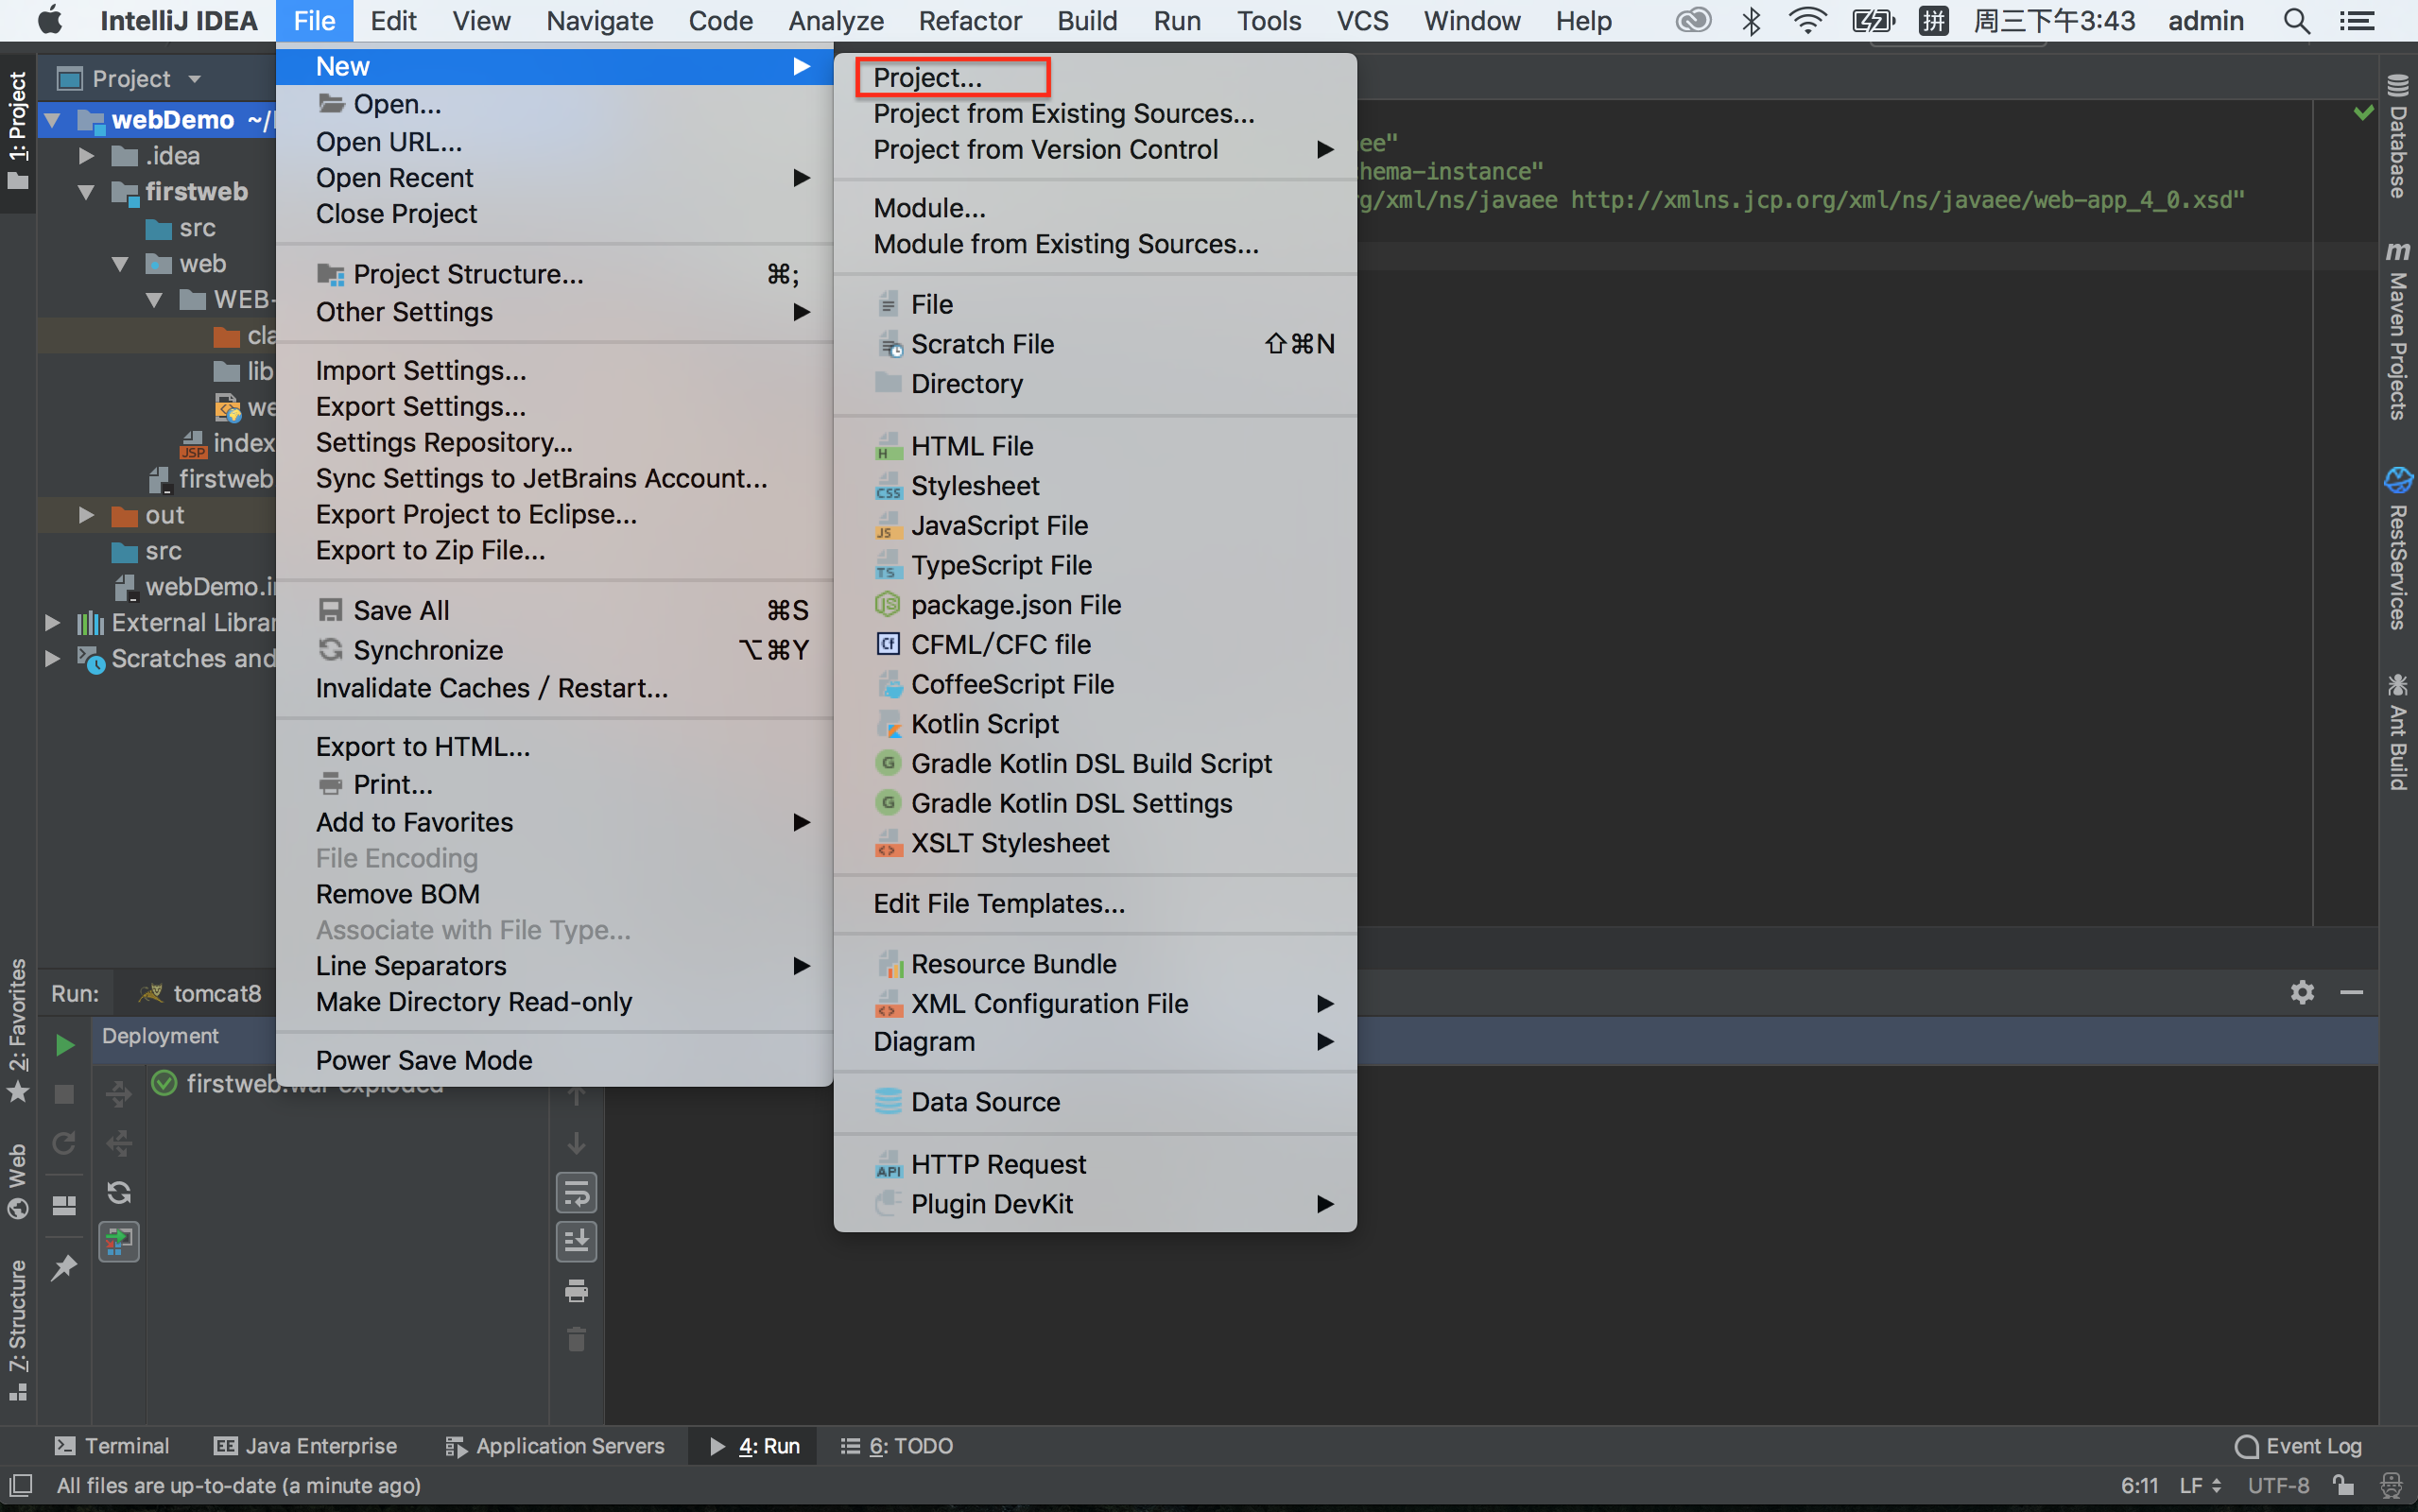 IntelliJ IDEA File Edit View Navigate Code Analyze Refactor Build Run Tools VCS Window Help 拼 周三下午3:43 admin
1: Project
Project
webDemo ~/
.idea
firstweb
src
web
WEB-
cla
lib
we
index
firstweb
out
src
webDemo.i
External Librar
Scratches and
New
Open...
Open URL...
Open Recent
Close Project
Project Structure... ⌘;
Other Settings
Import Settings...
Export Settings...
Settings Repository...
Sync Settings to JetBrains Account...
Export Project to Eclipse...
Export to Zip File...
Save All ⌘S
Synchronize ⌥⌘Y
Invalidate Caches / Restart...
Export to HTML...
Print...
Add to Favorites
File Encoding
Remove BOM
Associate with File Type...
Line Separators
Make Directory Read-only
Power Save Mode
Project...
Project from Existing Sources...
Project from Version Control
Module...
Module from Existing Sources...
File
Scratch File ⇧⌘N
Directory
HTML File
Stylesheet
JavaScript File
TypeScript File
package.json File
CFML/CFC file
CoffeeScript File
Kotlin Script
Gradle Kotlin DSL Build Script
Gradle Kotlin DSL Settings
XSLT Stylesheet
Edit File Templates...
Resource Bundle
XML Configuration File
Diagram
Data Source
HTTP Request
Plugin DevKit
ee"
hema-instance"
g/xml/ns/javaee http://xmlns.jcp.org/xml/ns/javaee/web-app_4_0.xsd"
Database
Maven Projects
RestServices
Ant Build
2: Favorites
Web
7: Structure
Run: tomcat8
Deployment
firstweb:war exploded
Terminal Java Enterprise Application Servers 4: Run 6: TODO Event Log
All files are up-to-date (a minute ago) 6:11 LF UTF-8